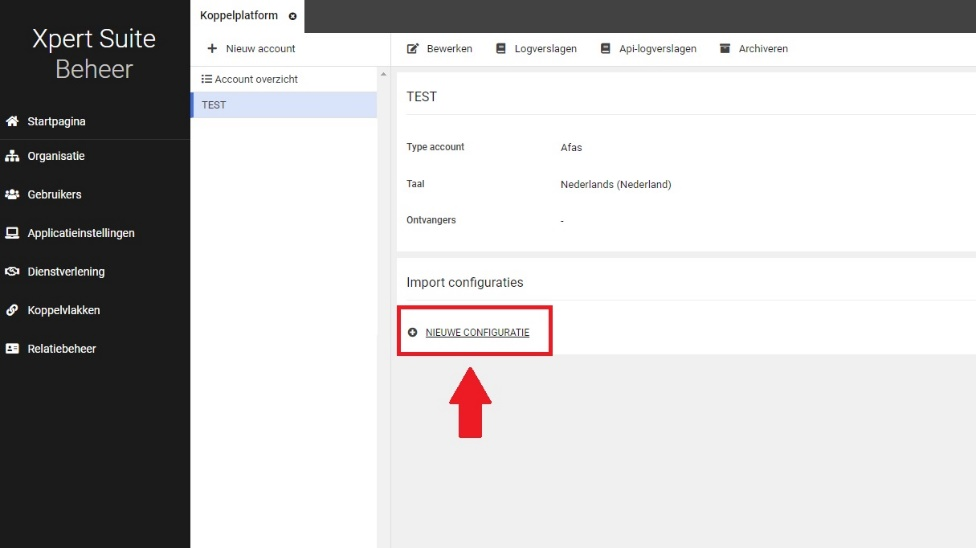 Xpert Suite
Beheer
Startpagina
Organisatie
Gebruikers
Applicatieinstellingen
Dienstverlening
Koppelvlakken
Relatiebeheer
Koppelplatform
Nieuw account
Account overzicht
TEST
Bewerken Logverslagen Api-logverslagen Archiveren
TEST
Type account Afas
Taal Nederlands (Nederland)
Ontvangers -
Import configuraties
NIEUWE CONFIGURATIE